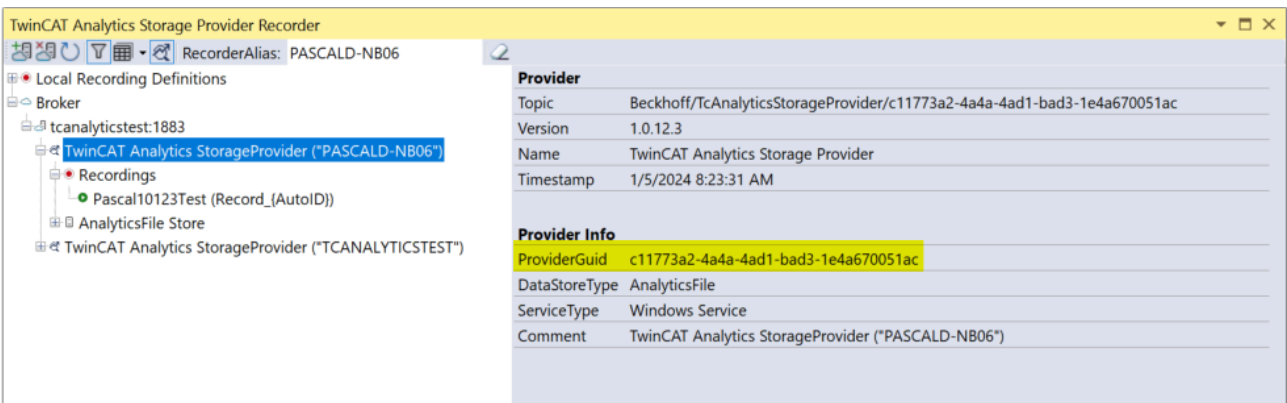 TwinCAT Analytics Storage Provider Recorder
RecorderAlias: PASCALD-NB06
Local Recording Definitions
Broker
tcanalyticstest:1883
TwinCAT Analytics StorageProvider ("PASCALD-NB06")
Recordings
Pascal10123Test (Record_{AutoID})
AnalyticsFile Store
TwinCAT Analytics StorageProvider ("TCANALYTICSTEST")
Provider
Topic Beckhoff/TcAnalyticsStorageProvider/c11773a2-4a4a-4ad1-bad3-1e4a670051ac
Version 1.0.12.3
Name TwinCAT Analytics Storage Provider
Timestamp 1/5/2024 8:23:31 AM
Provider Info
ProviderGuid c11773a2-4a4a-4ad1-bad3-1e4a670051ac
DataStoreType AnalyticsFile
ServiceType Windows Service
Comment TwinCAT Analytics StorageProvider ("PASCALD-NB06")